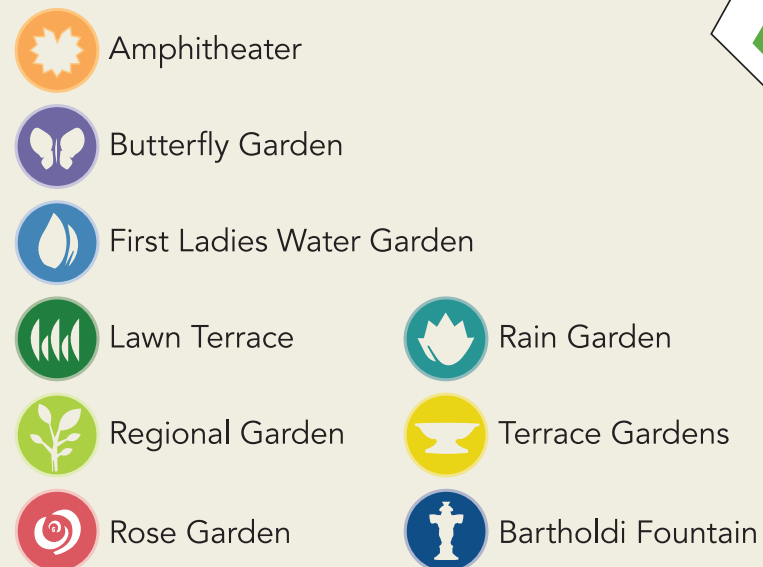 Amphitheater
Butterfly Garden
First Ladies Water Garden
Lawn Terrace
Regional Garden
Rose Garden
Rain Garden
Terrace Gardens
Bartholdi Fountain